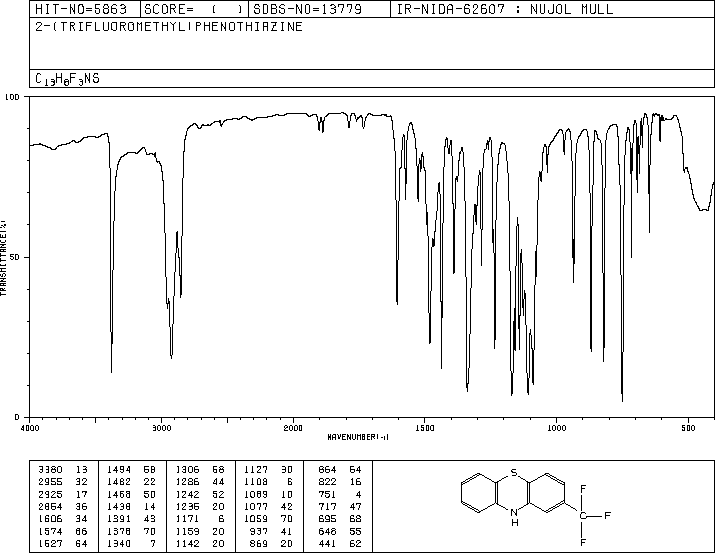 HIT-NO=5863 SCORE= ( ) SDBS-NO=13779 IR-NIDA-62607 : NUJOL MULL
2-(TRIFLUOROMETHYL)PHENOTHIAZINE
C13H8F3NS
100
50
0
TRANSMITTANCE(%)
4000 3000 2000 1500 1000 500
WAVENUMBER(-1)
3380 13 1494 58 1306 58 1127 30 864 64
2955 32 1482 22 1286 44 1108 6 822 16
2925 17 1468 50 1242 52 1089 10 751 4
2854 36 1438 14 1235 20 1077 42 717 47
1606 34 1391 43 1171 6 1059 70 695 68
1574 66 1378 70 1159 20 937 41 648 55
1527 64 1340 7 1142 20 869 20 441 62
S
N
H
F
C
F
F